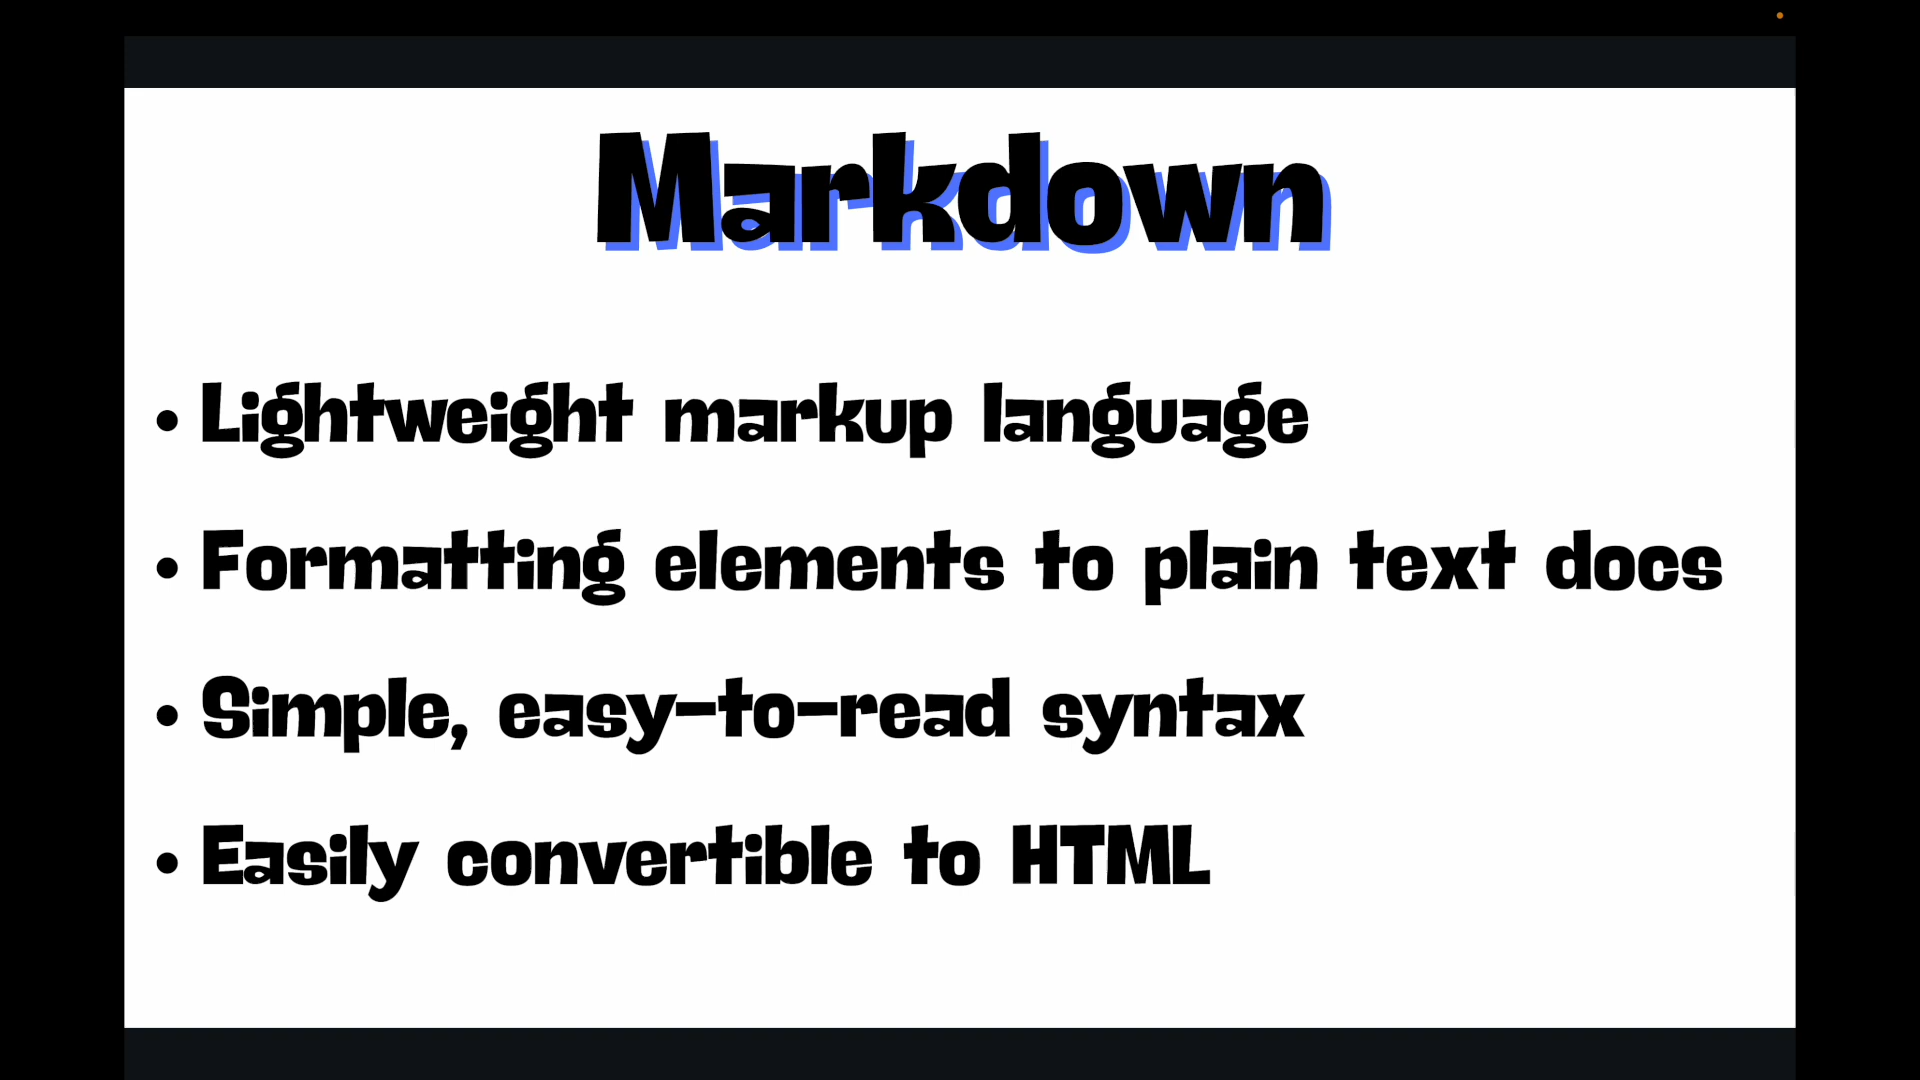 Markdown
• Lightweight markup language
• Formatting elements to plain text docs
• Simple, easy-to-read syntax
• Easily convertible to HTML